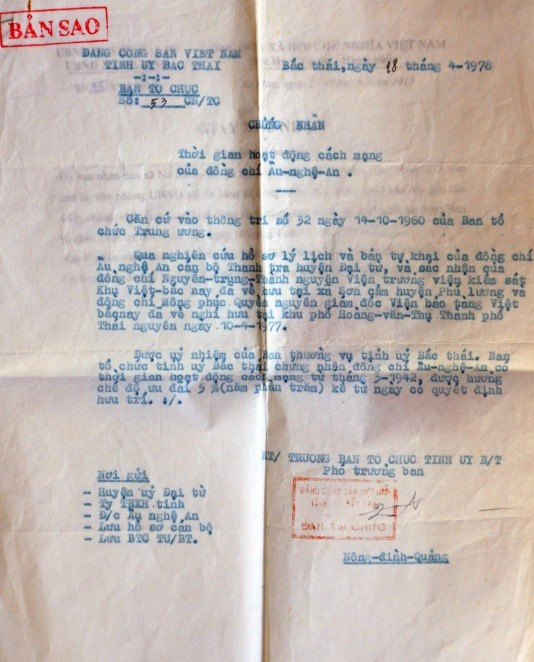 BẢN SAO
ĐẢNG CỘNG SẢN VIỆT NAM
TỈNH UỶ BẮC THÁI
-:-:-
BAN TỔ CHỨC
Số: 53 CN/TC
Bắc thái, ngày 18 tháng 4-1978
CHỨNG NHẬN
Thời gian hoạt động cách mạng
của đồng chí Âu-nghệ-An .
Căn cứ vào thông tri số 32 ngày 14-10-1960 của Ban tổ
chức Trung ương.
Qua nghiên cứu hồ sơ lý lịch và bản tự khai của đồng chí
Âu nghệ An cán bộ Thanh tra huyện Đại từ, và sác nhận của
đồng chí Nguyễn-trung-Thành nguyên Viện trưởng viện kiểm sát
Khu Việt-bắc nay đã về hưu tại xã Sơn cẩm huyện Phú lương và
đồng chí Mông phúc Quyền nguyên giám đốc Viện bảo tàng Việt
bắc nay đã về nghỉ hưu tại khu phố Hoàng-văn-Thụ Thành phố
Thái nguyên ngày 10-4-1977.
Được uỷ nhiệm của Ban thường vụ tỉnh uỷ Bắc thái. Ban
tổ chức tỉnh uỷ Bắc thái chứng nhận đồng chí Âu-nghệ-An có
thời gian hoạt động cách mạng từ tháng 5-1942, được hưởng
chế độ ưu đãi 5 % (năm phần trăm) kể từ ngày có quyết định
hưu trí. :/.
KT/ TRƯỞNG BAN TỔ CHỨC TỈNH UỶ B/T
Phó trưởng ban
Nơi gửi
- Huyện uỷ Đại từ
- Ty TBXH tỉnh
- Đ/c Âu nghệ An
- Lưu hồ sơ cán bộ
- Lưu BTC TU/BT.
ĐẢNG CỘNG SẢN VIỆT NAM
BAN TỔ CHỨC
Nông-đình-Quảng